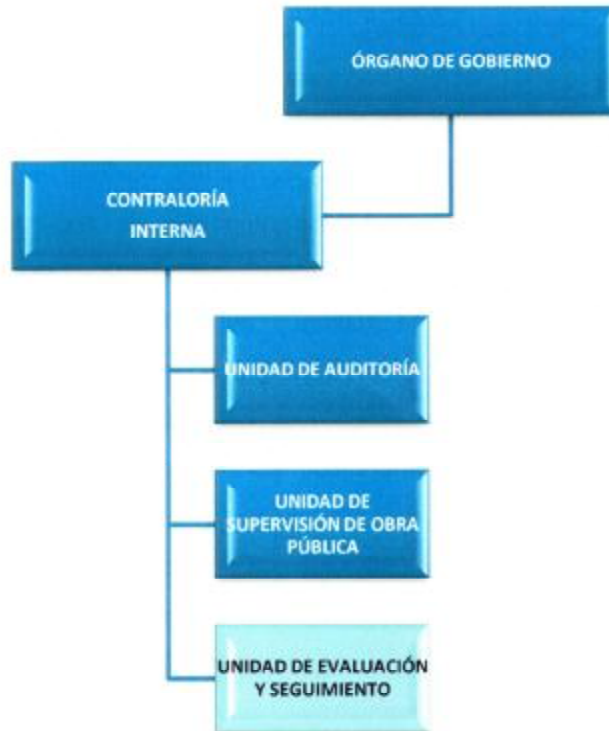 ÓRGANO DE GOBIERNO
CONTRALORÍA
INTERNA
UNIDAD DE AUDITORÍA
UNIDAD DE
SUPERVISIÓN DE OBRA
PÚBLICA
UNIDAD DE EVALUACIÓN
Y SEGUIMIENTO